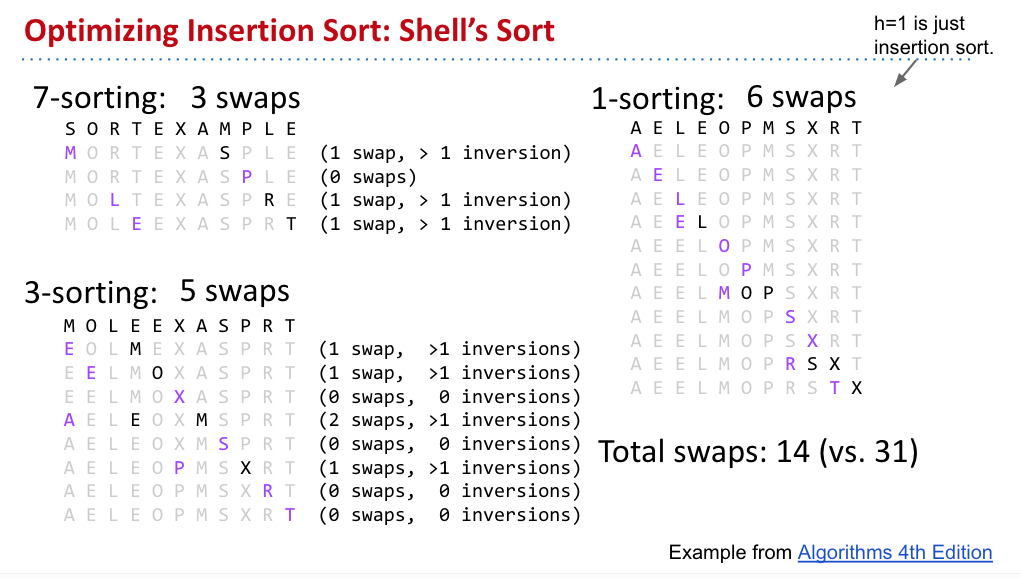 Optimizing Insertion Sort: Shell's Sort
h=1 is just
insertion sort.
7-sorting: 3 swaps
S O R T E X A M P L E
M O R T E X A S P L E (1 swap, > 1 inversion)
M O R T E X A S P L E (0 swaps)
M O L T E X A S P R E (1 swap, > 1 inversion)
M O L E E X A S P R T (1 swap, > 1 inversion)
3-sorting: 5 swaps
M O L E E X A S P R T
E O L M E X A S P R T (1 swap, >1 inversions)
E E L M O X A S P R T (1 swap, >1 inversions)
E E L M O X A S P R T (0 swaps, 0 inversions)
A E L E O X M S P R T (2 swaps, >1 inversions)
A E L E O X M S P R T (0 swaps, 0 inversions)
A E L E O P M S X R T (1 swap, >1 inversions)
A E L E O P M S X R T (0 swaps, 0 inversions)
A E L E O P M S X R T (0 swaps, 0 inversions)
1-sorting: 6 swaps
A E L E O P M S X R T
A E L E O P M S X R T
A E L E O P M S X R T
A E L E O P M S X R T
A E E L O P M S X R T
A E E L O P M S X R T
A E E L O P M S X R T
A E E L M O P S X R T
A E E L M O P S X R T
A E E L M O P S X R T
A E E L M O P R S X T
A E E L M O P R S T X
Total swaps: 14 (vs. 31)
Example from Algorithms 4th Edition